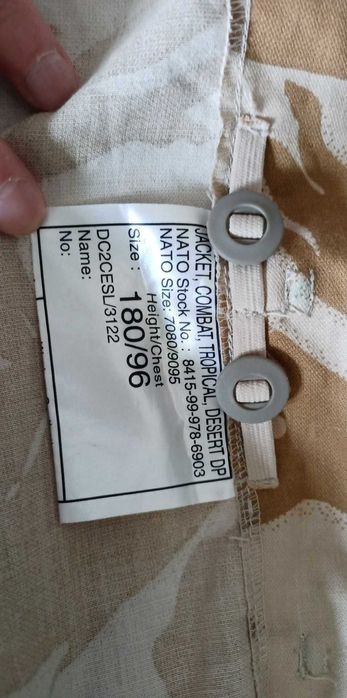 JACKET, COMBAT, TROPICAL, DESERT DP
NATO Stock No. : 8415-99-978-6903
NATO Size: 7080/9095
Height/Chest
Size : 180/96
DC2CESL/3122
Name:
No: